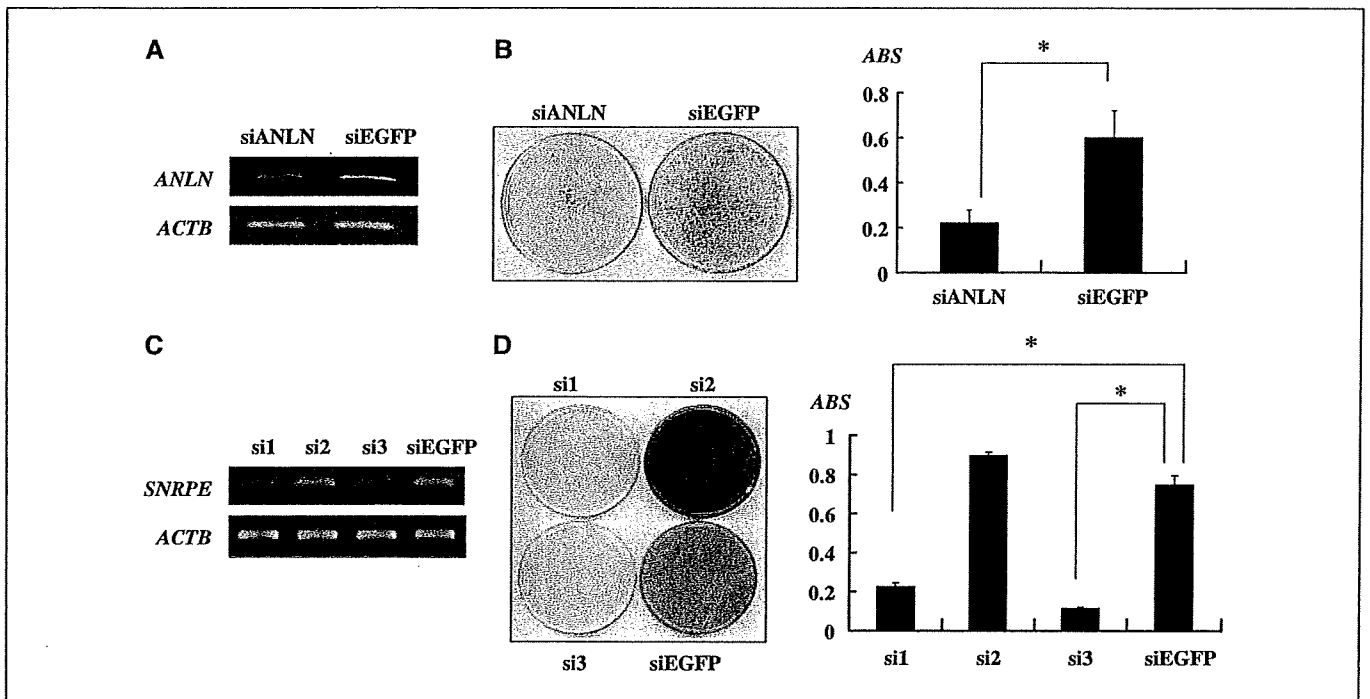 A
siANLN siEGFP
ANLN
ACTB
B
siANLN siEGFP
ABS
*
0.8
0.6
0.4
0.2
0
siANLN siEGFP
C
si1 si2 si3 siEGFP
SNRPE
ACTB
D
si1 si2
si3 siEGFP
*
*
ABS
1
0.8
0.6
0.4
0.2
0
si1 si2 si3 siEGFP